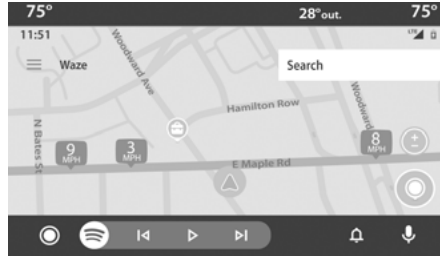 75°
28°out.
75°
11:51
LTE
Waze
Search
Woodward Ave
Woodward
Hamilton Row
N Bates St
9
MPH
3
MPH
8
MPH
E Maple Rd